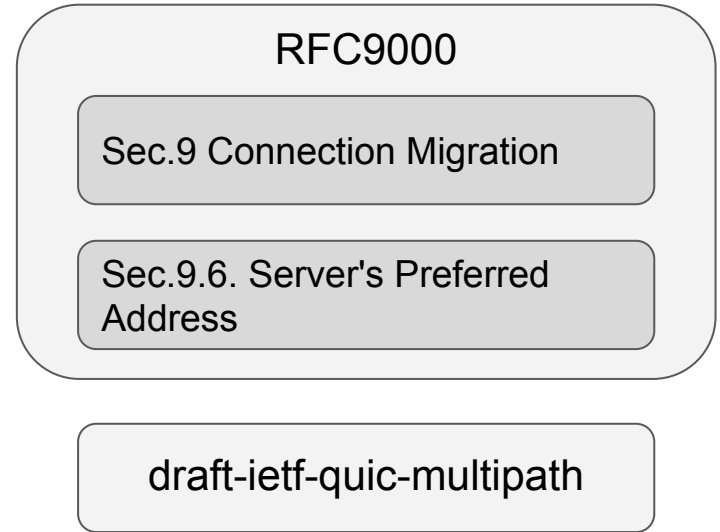 RFC9000
Sec.9 Connection Migration
Sec.9.6. Server's Preferred
Address
draft-ietf-quic-multipath